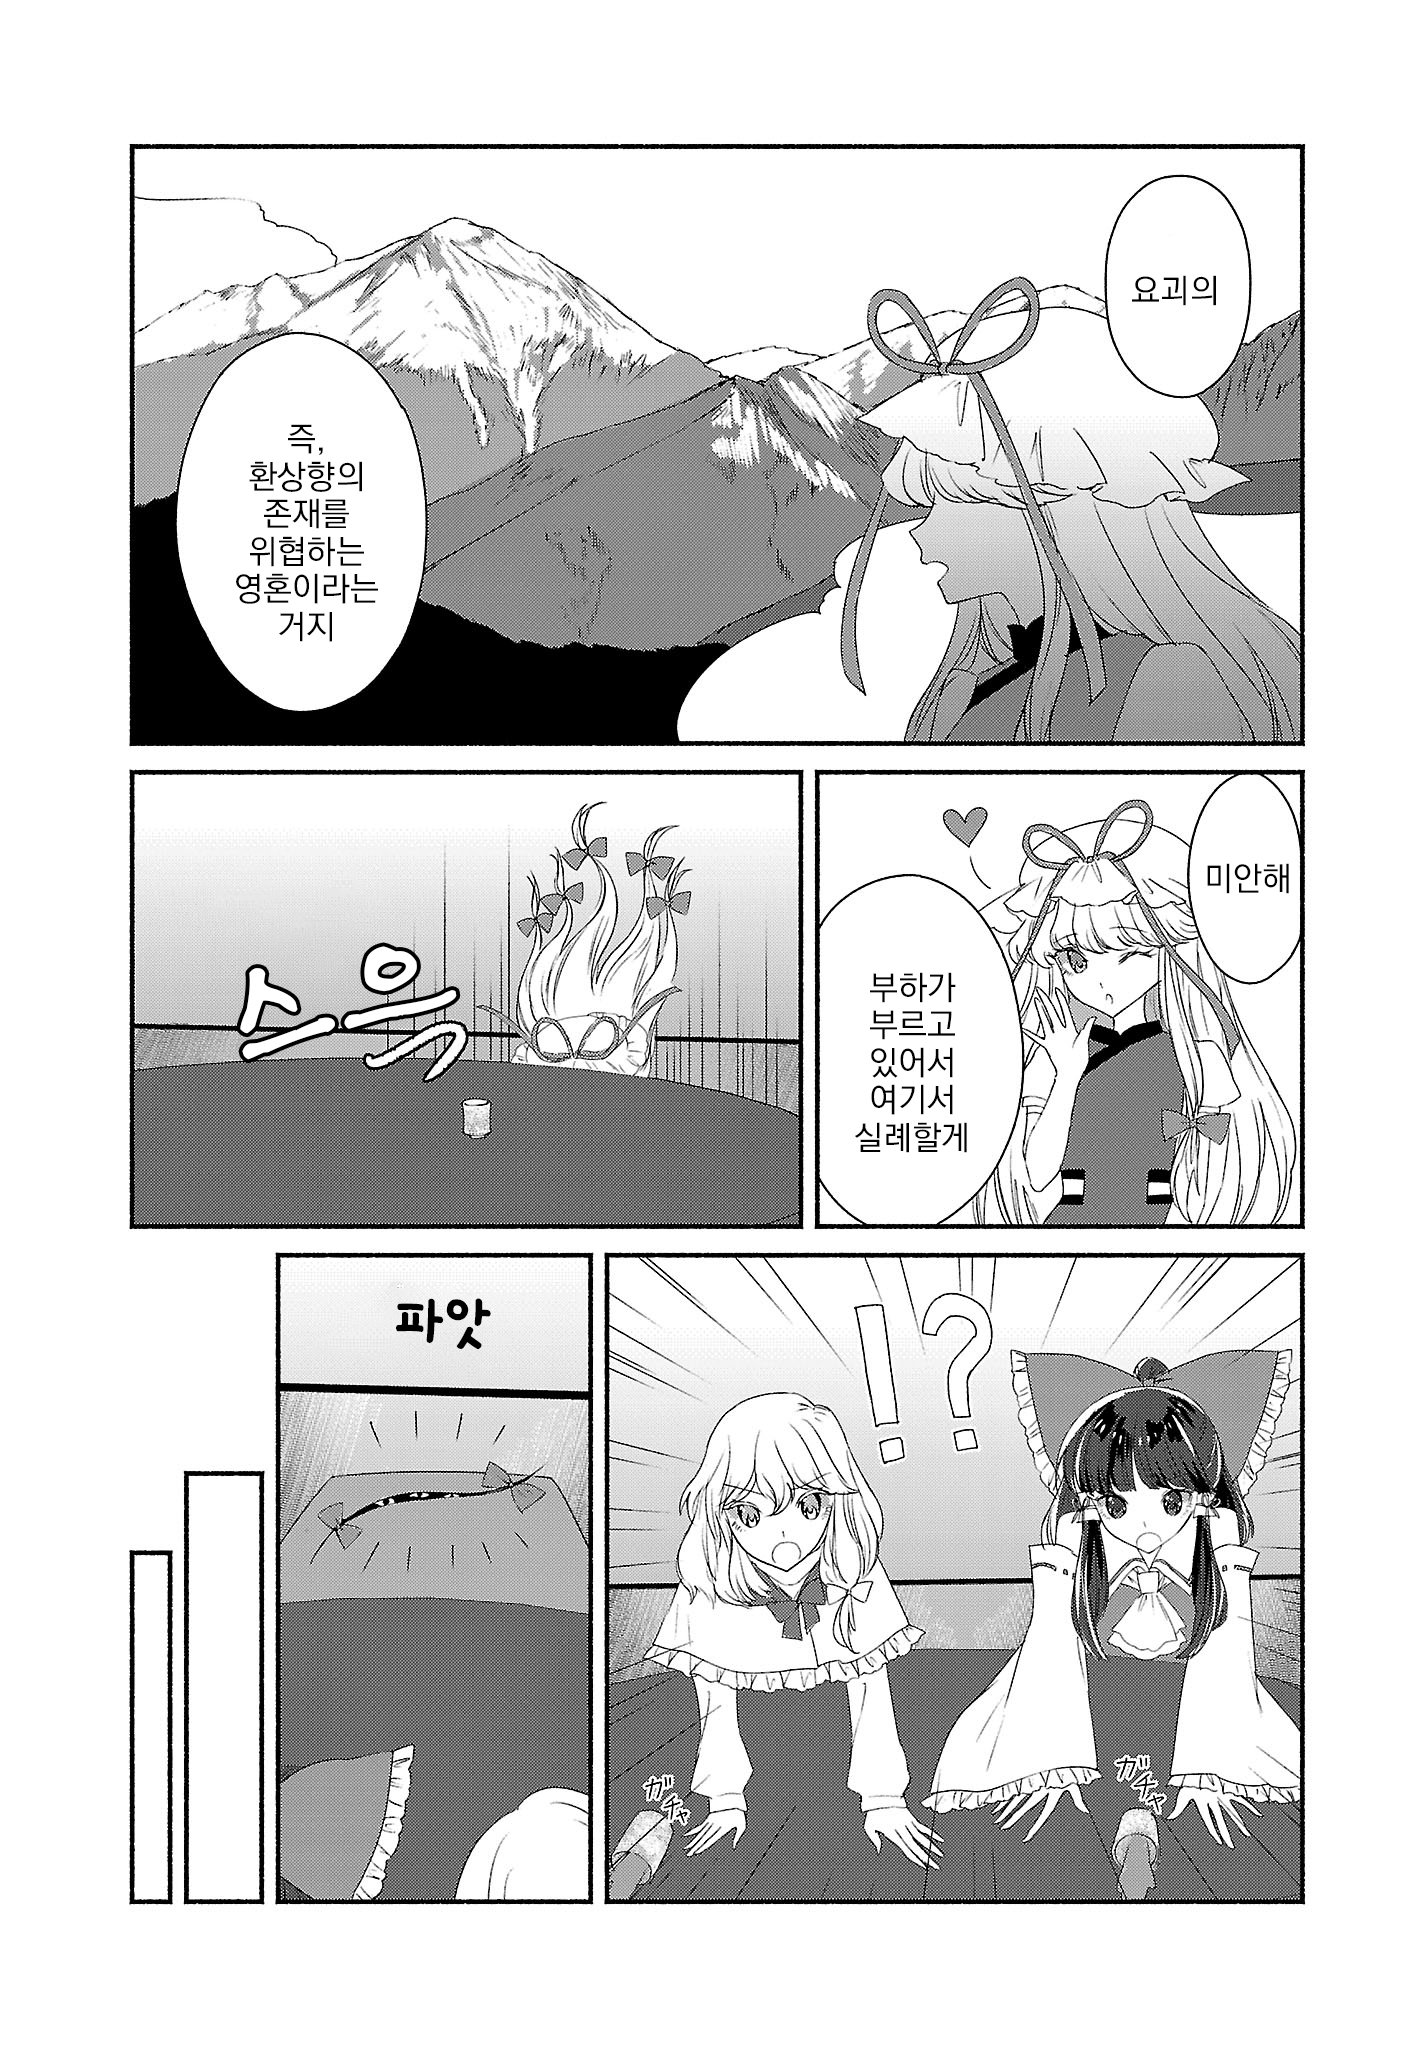 요괴의
즉,
환상향의
존재를
위협하는
영혼이라는
거지
미안해
부하가
부르고
있어서
여기서
실례할게
스윽
!?
ガチャ
ガチャ
파앗